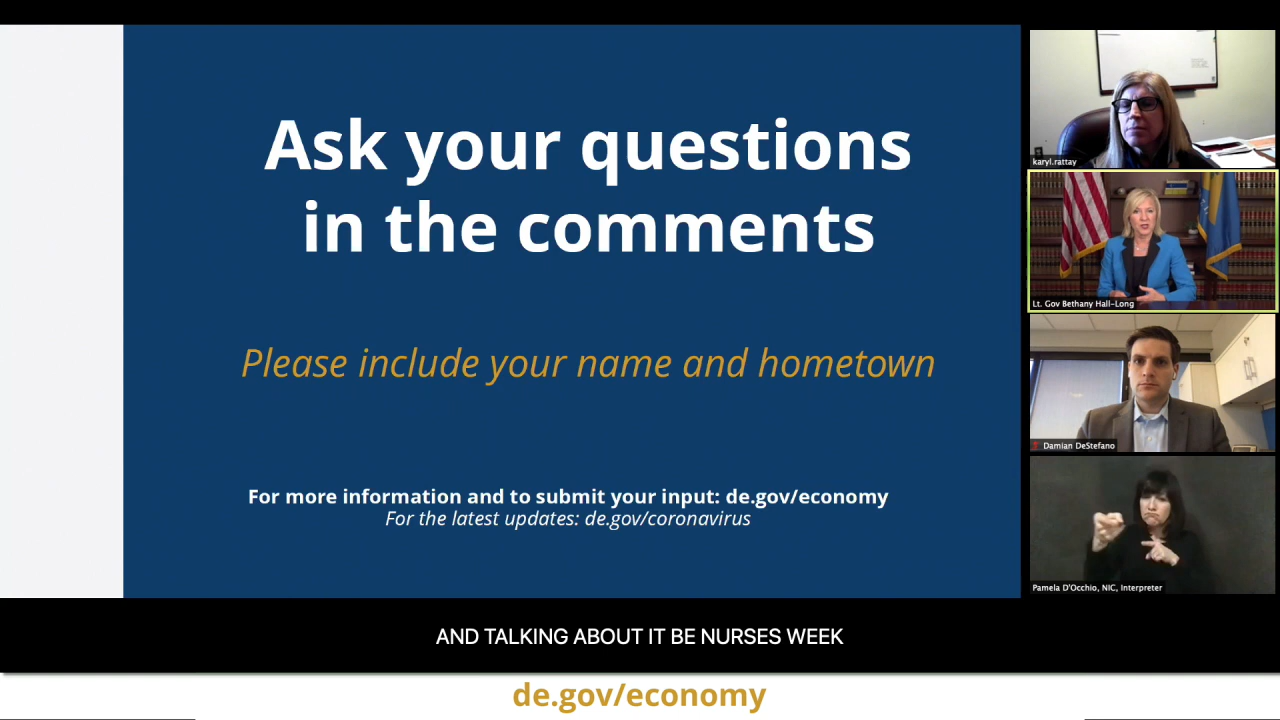 Ask your questions
in the comments
Please include your name and hometown
For more information and to submit your input: de.gov/economy
For the latest updates: de.gov/coronavirus
karyl.rattay
Lt. Gov Bethany Hall-Long
Damian DeStefano
Pamela D'Occhio, NIC, Interpreter
AND TALKING ABOUT IT BE NURSES WEEK
de.gov/economy